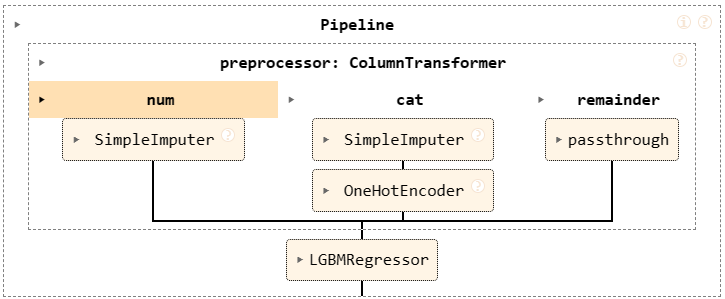 Pipeline
preprocessor: ColumnTransformer
num cat remainder
SimpleImputer ? SimpleImputer ? passthrough
OneHotEncoder ?
LGBMRegressor